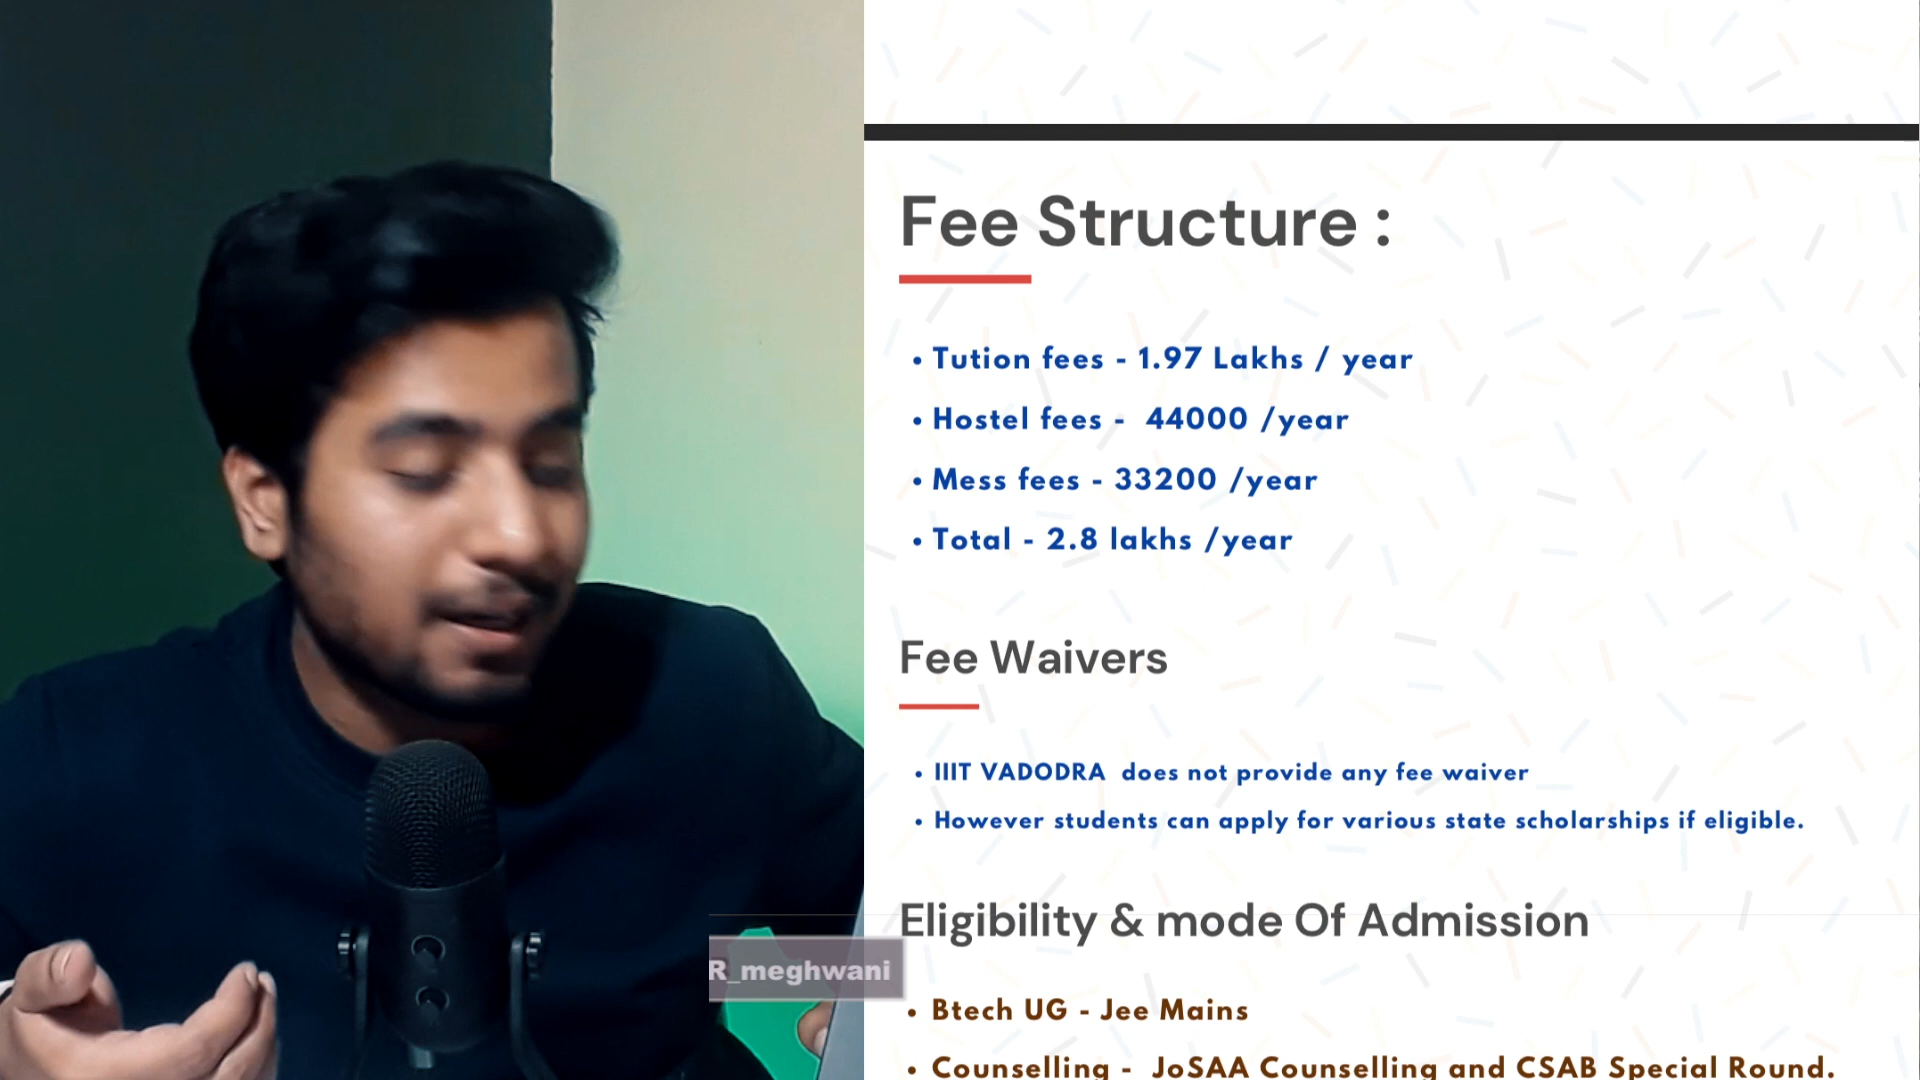 Fee Structure :
• Tution fees - 1.97 Lakhs / year
• Hostel fees - 44000 /year
• Mess fees - 33200 /year
• Total - 2.8 lakhs /year
Fee Waivers
• IIIT VADODRA does not provide any fee waiver
• However students can apply for various state scholarships if eligible.
Eligibility & mode Of Admission
R_meghwani
• Btech UG - Jee Mains
• Counselling - JoSAA Counselling and CSAB Special Round.